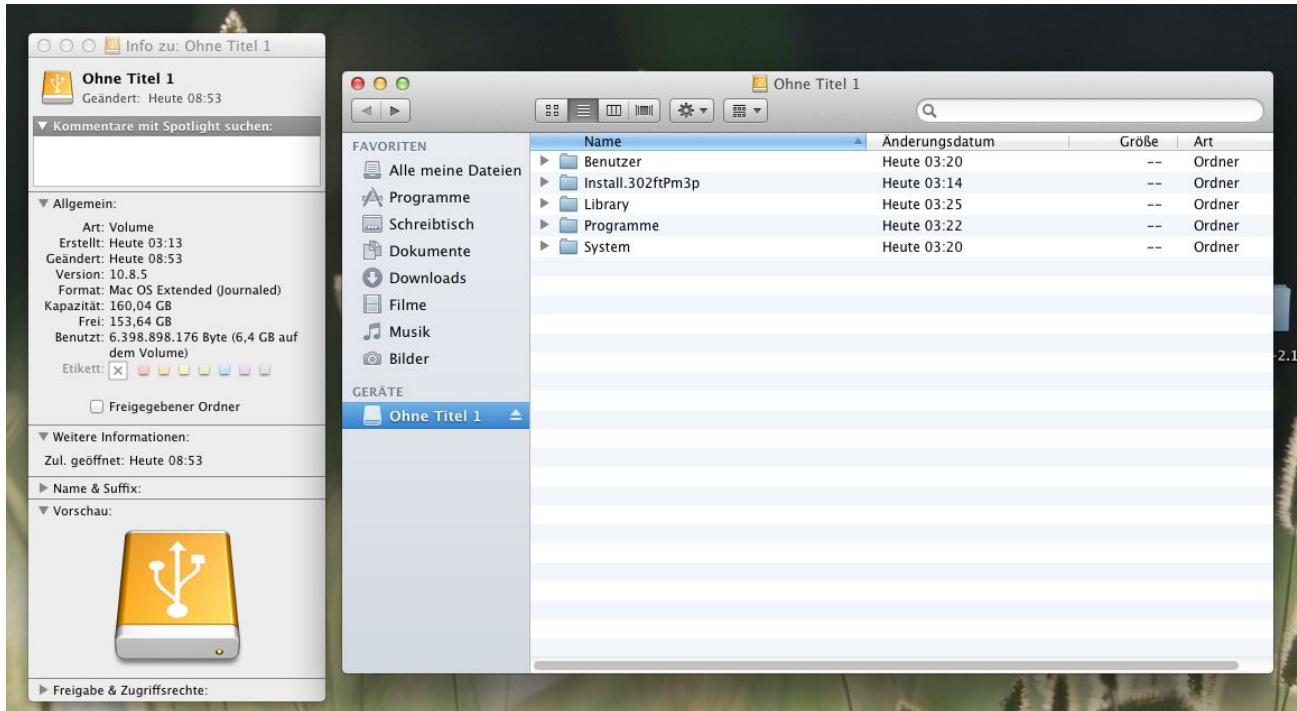 Info zu: Ohne Titel 1
Ohne Titel 1
Geändert: Heute 08:53
Kommentare mit Spotlight suchen:
Allgemein:
Art: Volume
Erstellt: Heute 03:13
Geändert: Heute 08:53
Version: 10.8.5
Format: Mac OS Extended (Journaled)
Kapazität: 160,04 GB
Frei: 153,64 GB
Benutzt: 6.398.898.176 Byte (6,4 GB auf
dem Volume)
Etikett:
Freigegebener Ordner
Weitere Informationen:
Zul. geöffnet: Heute 08:53
Name & Suffix:
Vorschau:
Freigabe & Zugriffsrechte:
Ohne Titel 1
FAVORITEN
Alle meine Dateien
Programme
Schreibtisch
Dokumente
Downloads
Filme
Musik
Bilder
GERÄTE
Ohne Titel 1
Name Änderungsdatum Größe Art
Benutzer Heute 03:20 -- Ordner
Install.302ftPm3p Heute 03:14 -- Ordner
Library Heute 03:25 -- Ordner
Programme Heute 03:22 -- Ordner
System Heute 03:20 -- Ordner
-2.1